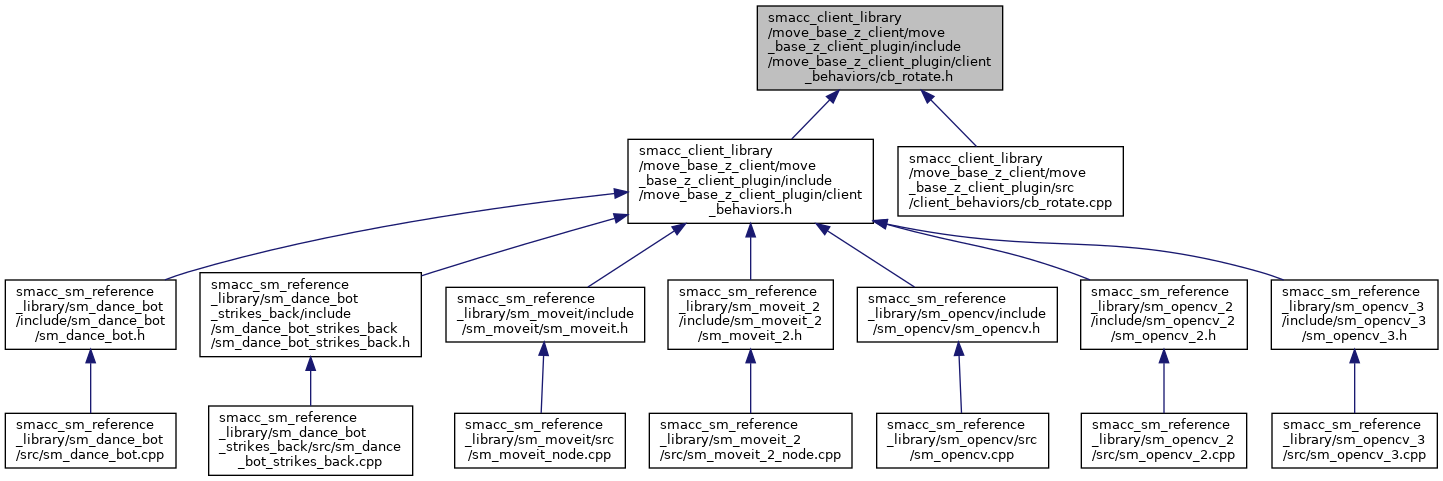 smacc_client_library
/move_base_z_client/move
_base_z_client_plugin/include
/move_base_z_client_plugin/client
_behaviors/cb_rotate.h
smacc_client_library
/move_base_z_client/move
_base_z_client_plugin/include
/move_base_z_client_plugin/client
_behaviors.h
smacc_client_library
/move_base_z_client/move
_base_z_client_plugin/src
/client_behaviors/cb_rotate.cpp
smacc_sm_reference
_library/sm_dance_bot
/include/sm_dance_bot
/sm_dance_bot.h
smacc_sm_reference
_library/sm_dance_bot
_strikes_back/include
/sm_dance_bot_strikes_back
/sm_dance_bot_strikes_back.h
smacc_sm_reference
_library/sm_moveit/include
/sm_moveit/sm_moveit.h
smacc_sm_reference
_library/sm_moveit_2
/include/sm_moveit_2
/sm_moveit_2.h
smacc_sm_reference
_library/sm_opencv/include
/sm_opencv/sm_opencv.h
smacc_sm_reference
_library/sm_opencv_2
/include/sm_opencv_2
/sm_opencv_2.h
smacc_sm_reference
_library/sm_opencv_3
/include/sm_opencv_3
/sm_opencv_3.h
smacc_sm_reference
_library/sm_dance_bot
/src/sm_dance_bot.cpp
smacc_sm_reference
_library/sm_dance_bot
_strikes_back/src/sm_dance
_bot_strikes_back.cpp
smacc_sm_reference
_library/sm_moveit/src
/sm_moveit_node.cpp
smacc_sm_reference
_library/sm_moveit_2
/src/sm_moveit_2_node.cpp
smacc_sm_reference
_library/sm_opencv/src
/sm_opencv.cpp
smacc_sm_reference
_library/sm_opencv_2
/src/sm_opencv_2.cpp
smacc_sm_reference
_library/sm_opencv_3
/src/sm_opencv_3.cpp